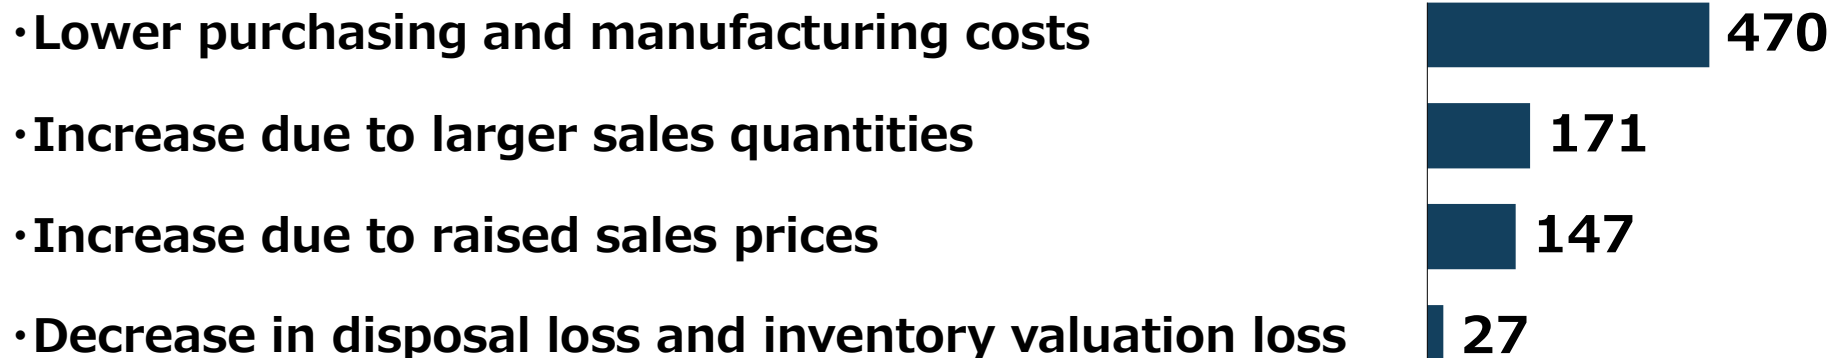 ・Lower purchasing and manufacturing costs 470
・Increase due to larger sales quantities 171
・Increase due to raised sales prices 147
・Decrease in disposal loss and inventory valuation loss 27